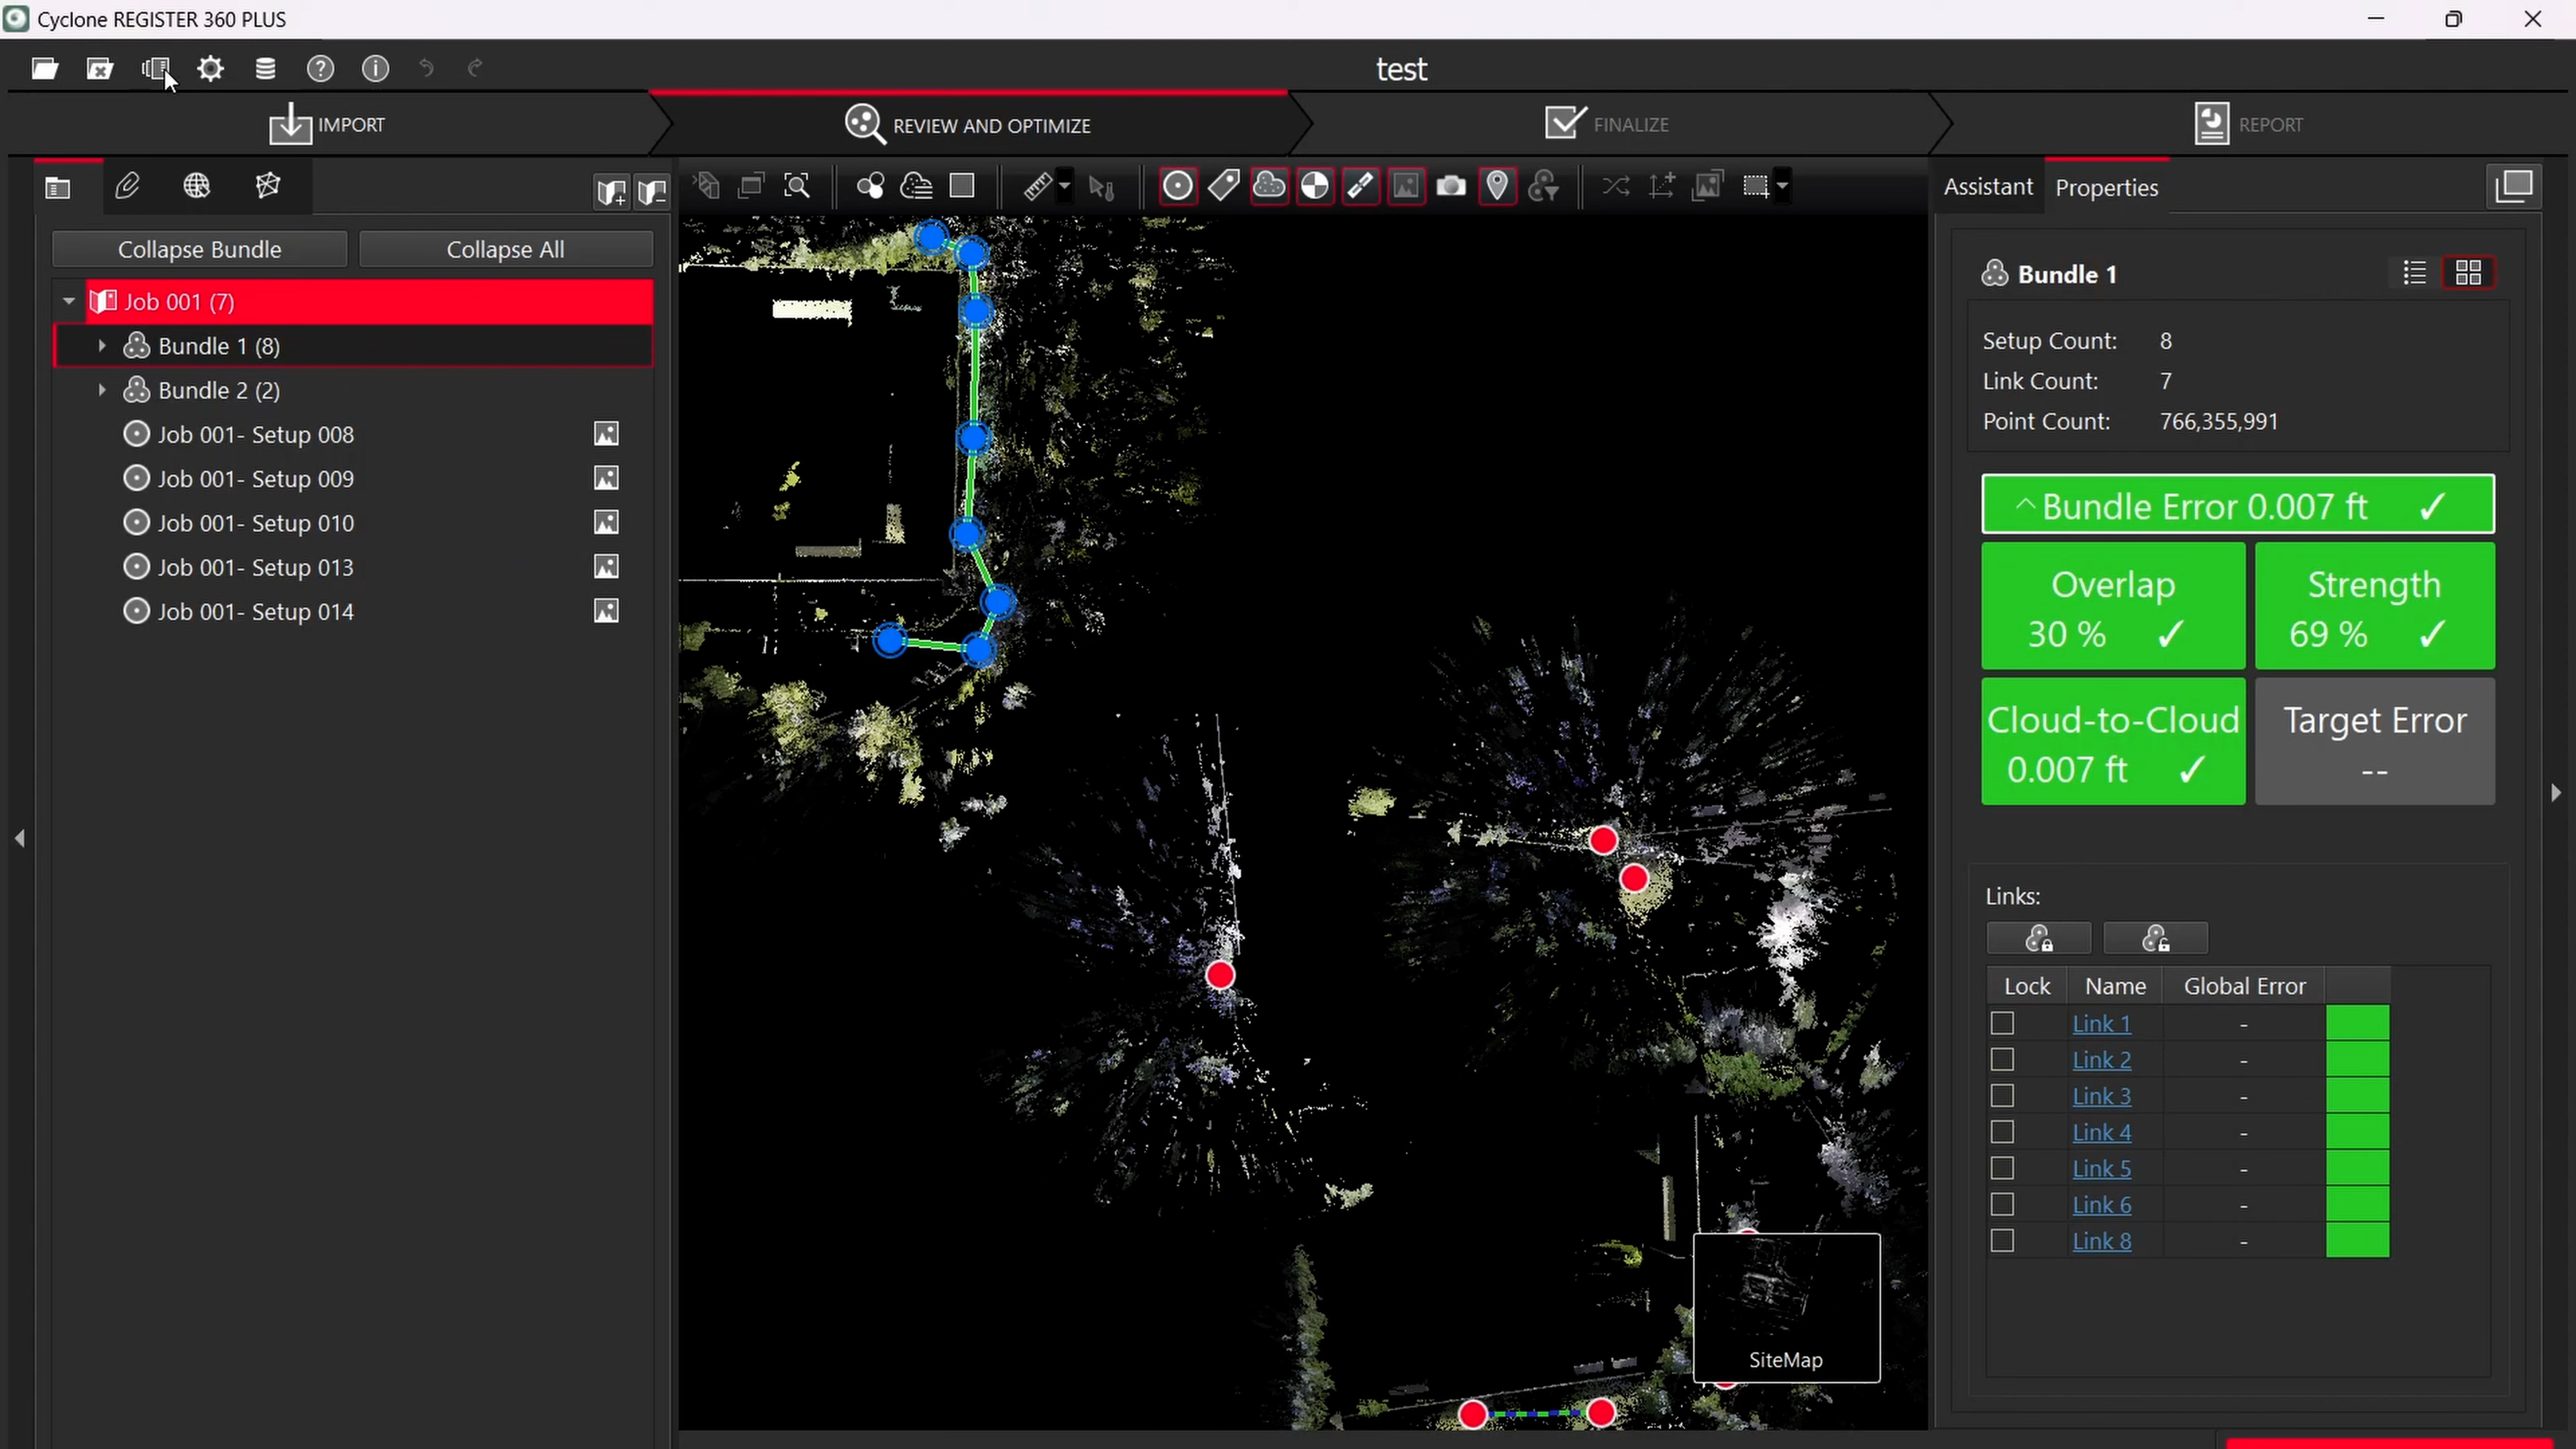 Cyclone REGISTER 360 PLUS
test
IMPORT
REVIEW AND OPTIMIZE
FINALIZE
REPORT
Assistant
Properties
Collapse Bundle
Collapse All
Job 001 (7)
Bundle 1 (8)
Bundle 2 (2)
Job 001- Setup 008
Job 001- Setup 009
Job 001- Setup 010
Job 001- Setup 013
Job 001- Setup 014
SiteMap
Bundle 1
Setup Count: 8
Link Count: 7
Point Count: 766,355,991
Bundle Error 0.007 ft ✓
Overlap
30 % ✓
Strength
69 % ✓
Cloud-to-Cloud
0.007 ft ✓
Target Error
--
Links:
Lock Name Global Error
Link 1 -
Link 2 -
Link 3 -
Link 4 -
Link 5 -
Link 6 -
Link 8 -